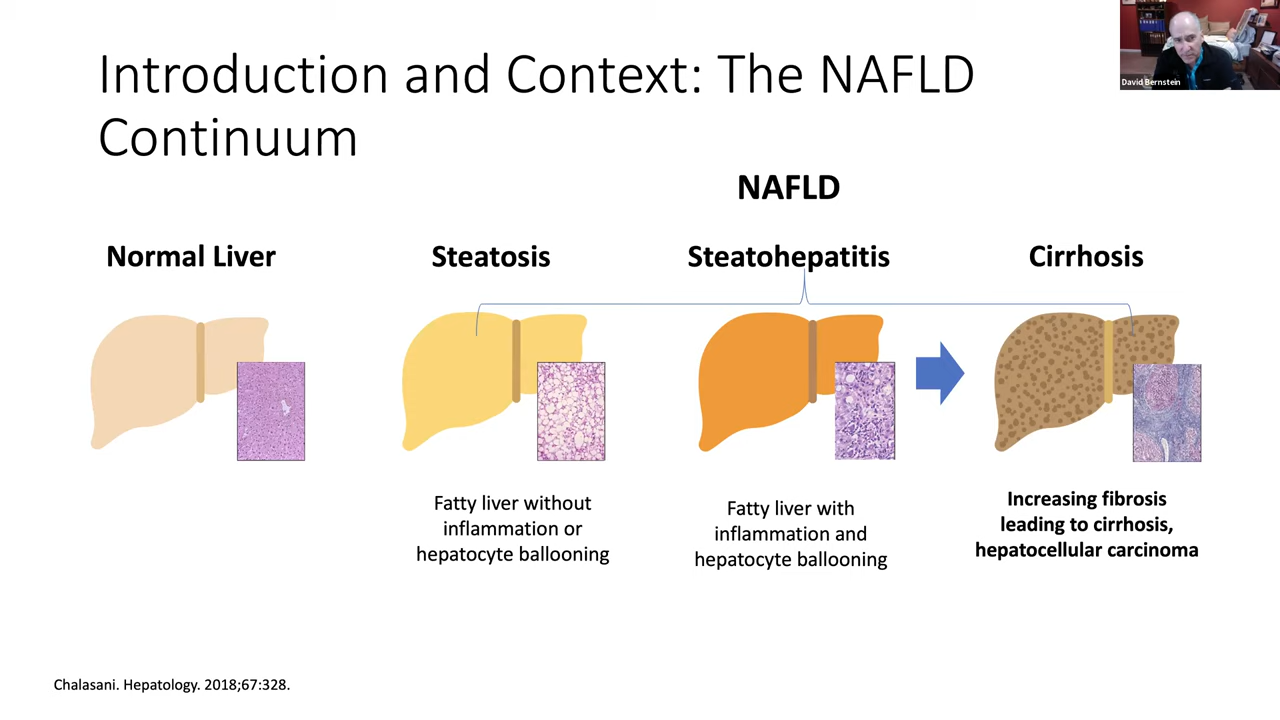 Introduction and Context: The NAFLD
Continuum
David Bernstein
NAFLD
Normal Liver
Steatosis
Steatohepatitis
Cirrhosis
Fatty liver without
inflammation or
hepatocyte ballooning
Fatty liver with
inflammation and
hepatocyte ballooning
Increasing fibrosis
leading to cirrhosis,
hepatocellular carcinoma
Chalasani. Hepatology. 2018;67:328.